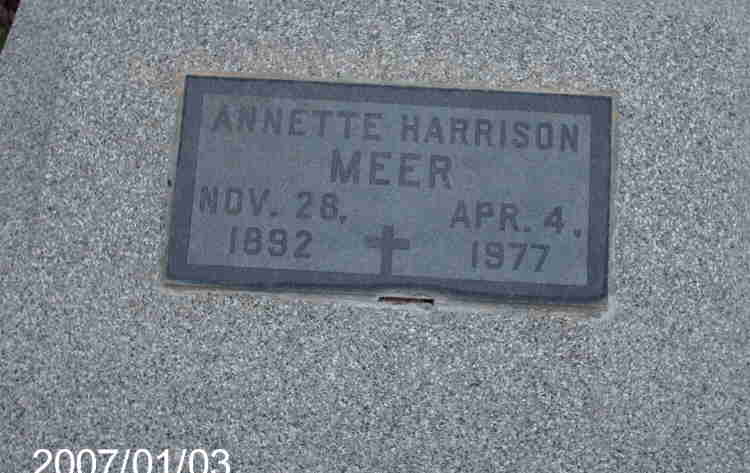 ANNETTE HARRISON
MEER
NOV. 28, APR. 4,
1892 1977
2007/01/03